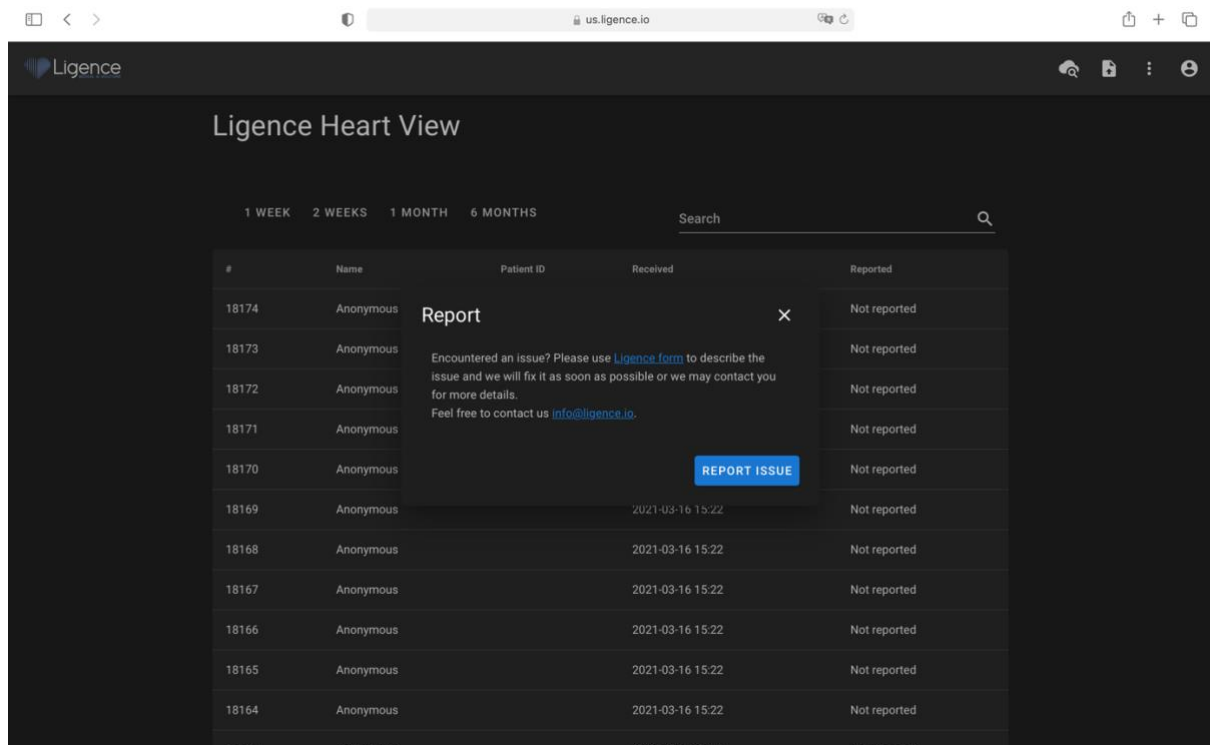 us.ligence.io
Ligence
Ligence Heart View
1 WEEK 2 WEEKS 1 MONTH 6 MONTHS Search
# Name Patient ID Received Reported
18174 Anonymous Not reported
18173 Anonymous Not reported
18172 Anonymous Not reported
18171 Anonymous Not reported
18170 Anonymous Not reported
Report
Encountered an issue? Please use Ligence form to describe the
issue and we will fix it as soon as possible or we may contact you
for more details.
Feel free to contact us info@ligence.io.
REPORT ISSUE
18169 Anonymous 2021-03-16 15:22 Not reported
18168 Anonymous 2021-03-16 15:22 Not reported
18167 Anonymous 2021-03-16 15:22 Not reported
18166 Anonymous 2021-03-16 15:22 Not reported
18165 Anonymous 2021-03-16 15:22 Not reported
18164 Anonymous 2021-03-16 15:22 Not reported